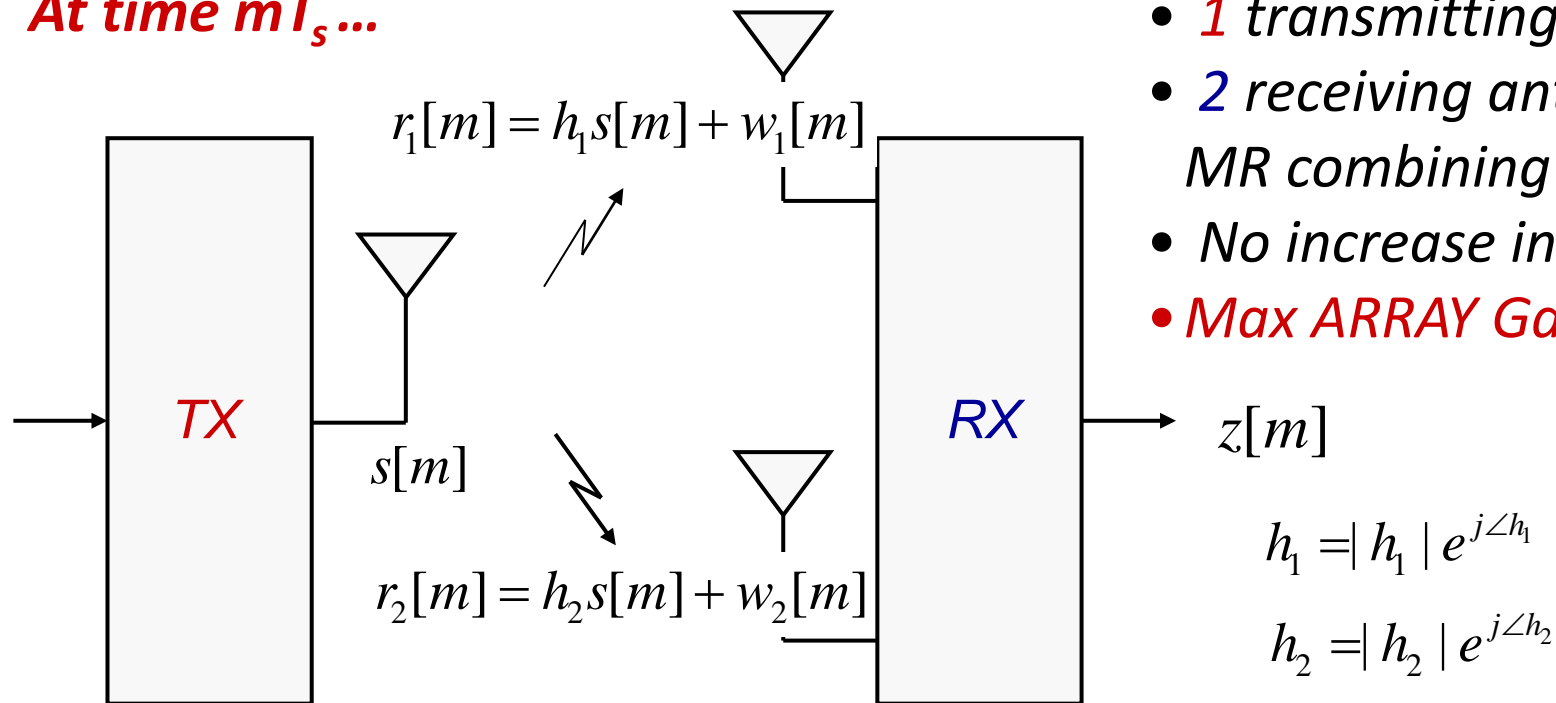 At time mTₛ...
• 1 transmitting
• 2 receiving ant
MR combining
• No increase in
• Max ARRAY Ga
r₁[m] = h₁s[m] + w₁[m]
TX
s[m]
RX
z[m]
r₂[m] = h₂s[m] + w₂[m]
h₁ =| h₁ | e^{j∠h₁}
h₂ =| h₂ | e^{j∠h₂}